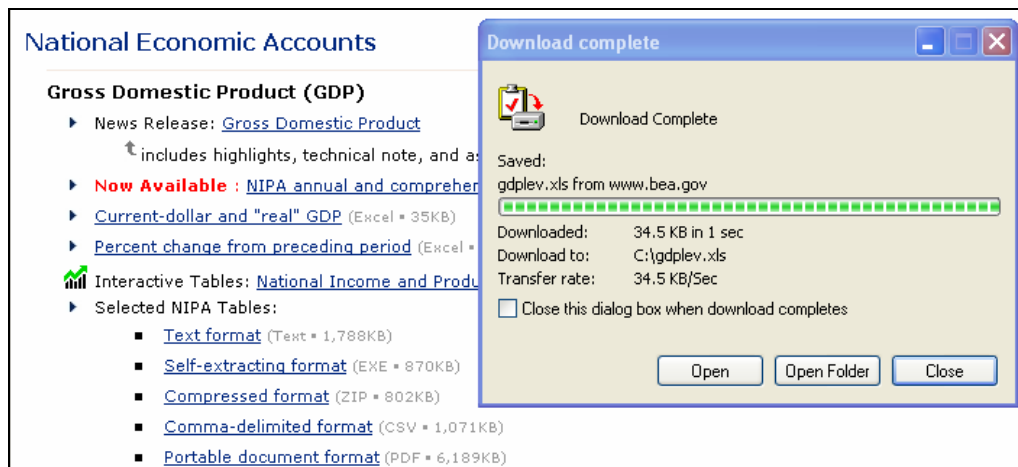 National Economic Accounts
Gross Domestic Product (GDP)
News Release: Gross Domestic Product
includes highlights, technical note, and
Now Available : NIPA annual and
Current-dollar and "real" GDP (Excel • 35KB)
Percent change from preceding period (Excel •
Interactive Tables: National Income and
Selected NIPA Tables:
Text format (Text • 1,788KB)
Self-extracting format (EXE • 870KB)
Compressed format (ZIP • 802KB)
Comma-delimited format (CSV • 1,071KB)
Portable document format (PDF • 6,189KB)
Download complete
Download Complete
Saved:
gdplev.xls from www.bea.gov
Downloaded: 34.5 KB in 1 sec
Download to: C:\gdplev.xls
Transfer rate: 34.5 KB/Sec
Close this dialog box when download completes
Open
Open Folder
Close